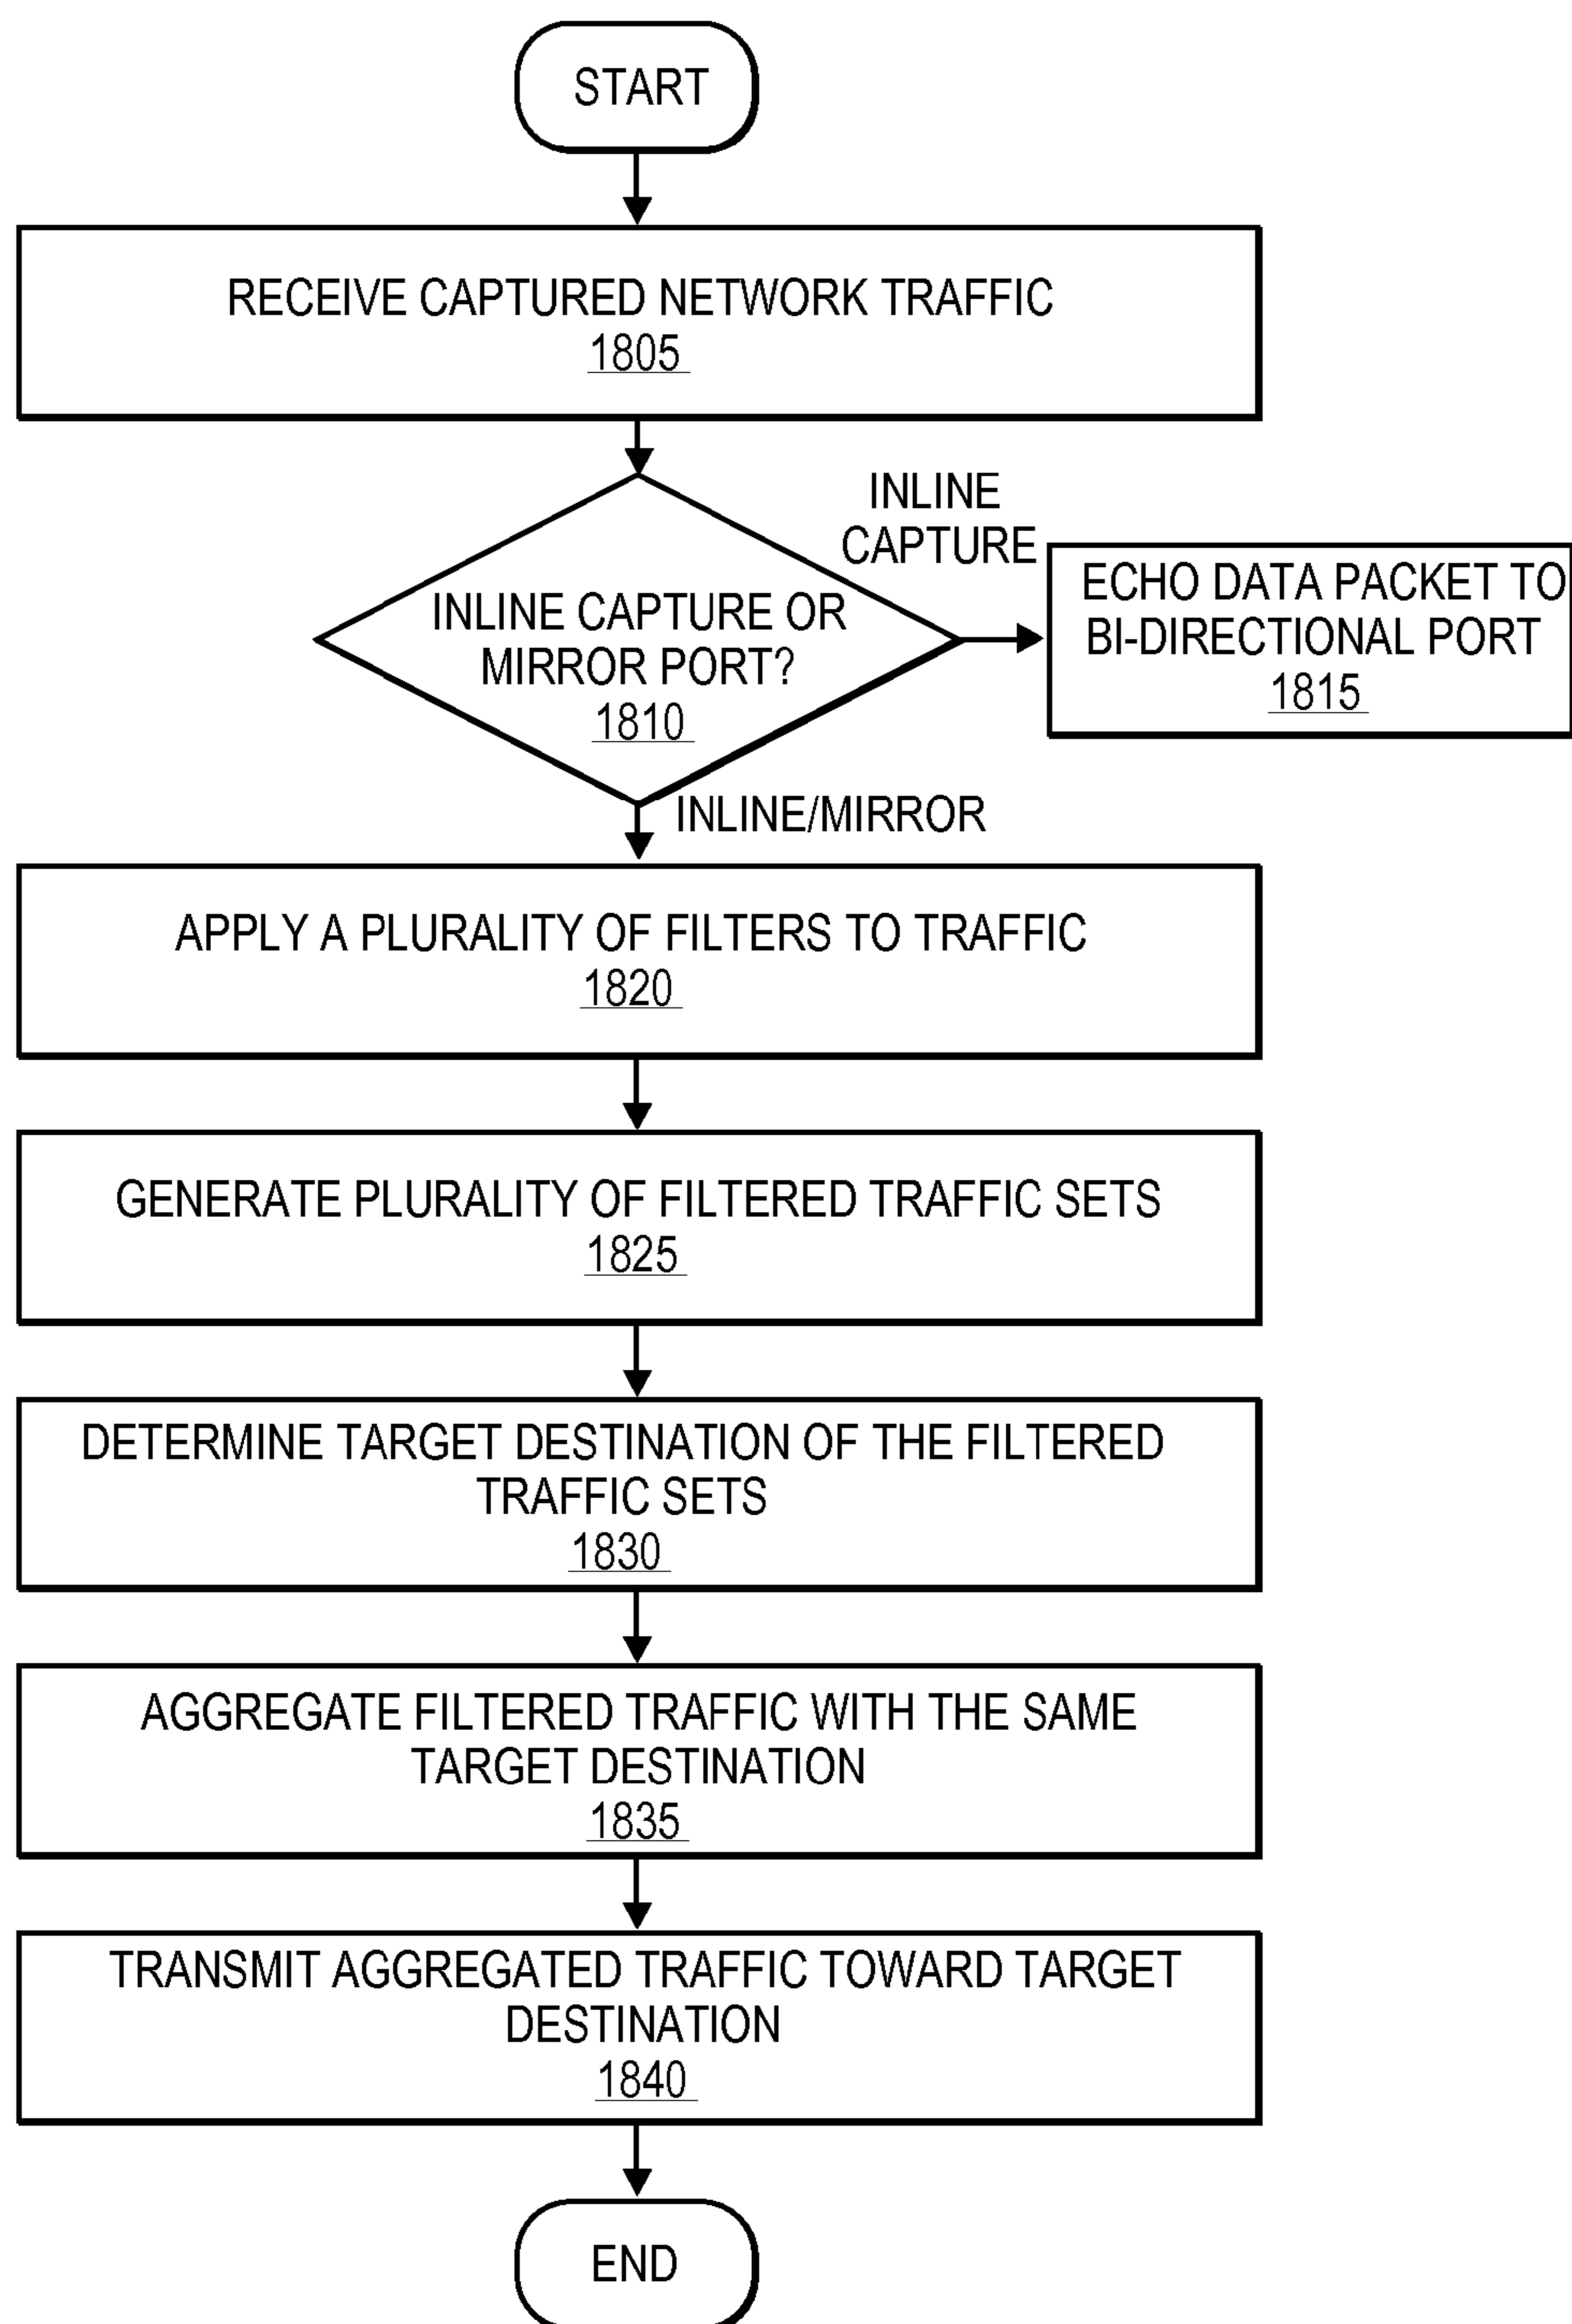 START
RECEIVE CAPTURED NETWORK TRAFFIC
1805
INLINE
CAPTURE
INLINE CAPTURE OR
MIRROR PORT?
1810
ECHO DATA PACKET TO
BI-DIRECTIONAL PORT
1815
INLINE/MIRROR
APPLY A PLURALITY OF FILTERS TO TRAFFIC
1820
GENERATE PLURALITY OF FILTERED TRAFFIC SETS
1825
DETERMINE TARGET DESTINATION OF THE FILTERED
TRAFFIC SETS
1830
AGGREGATE FILTERED TRAFFIC WITH THE SAME
TARGET DESTINATION
1835
TRANSMIT AGGREGATED TRAFFIC TOWARD TARGET
DESTINATION
1840
END